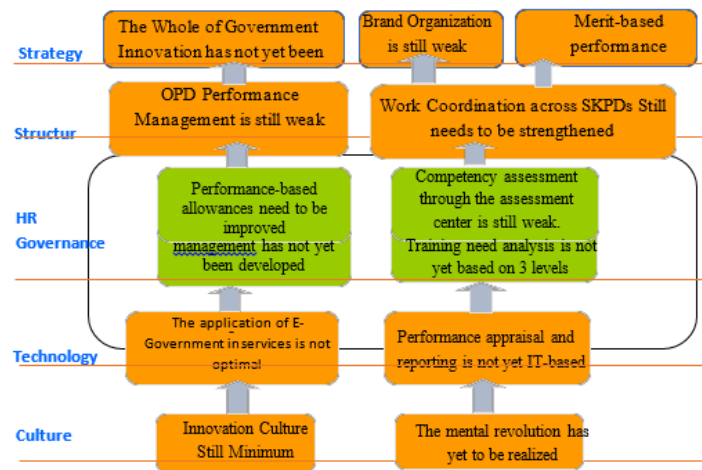 The Whole of Government
Innovation has not yet been
Brand Organization
is still weak
Merit-based
performance
Strategy
OPD Performance
Management is still weak
Work Coordination across SKPDs Still
needs to be strengthened
Structur
Performance-based
allowances need to be
improved
management has not yet
been developed
Competency assessment
through the assessment
center is still weak.
Training need analysis is not
yet based on 3 levels
HR
Governance
The application of E-
Government in services is not
optimal
Performance appraisal and
reporting is not yet IT-based
Technology
Innovation Culture
Still Minimum
The mental revolution has
yet to be realized
Culture